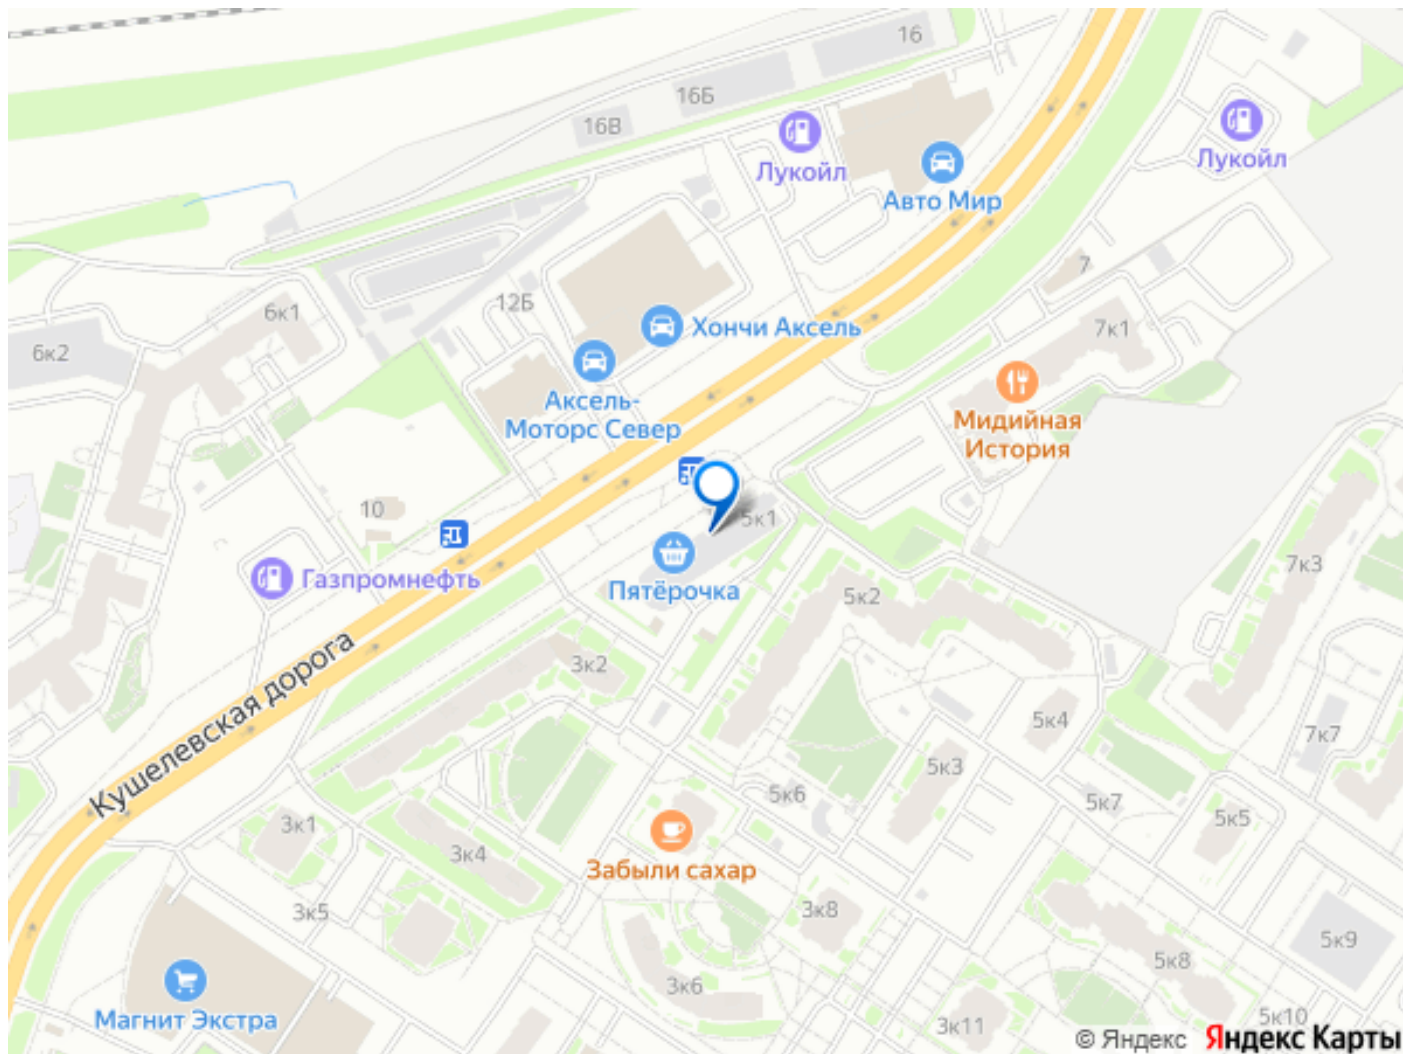 16
16Б
16В
Лукойл
Лукойл
Авто Мир
7
12Б
6к1
Хончи Аксель
7к1
6к2
Аксель-
Моторс Север
Мидийная
История
10
5к1
7к3
Газпромнефть
Пятёрочка
5к2
Кушелевская дорога
3к2
5к4
7к7
5к3
5к6
5к7
5к5
3к1
3к4
Забыли сахар
3к5
3к8
5к9
5к8
3к6
Магнит Экстра
3к11
5к10
© Яндекс Яндекс Карты